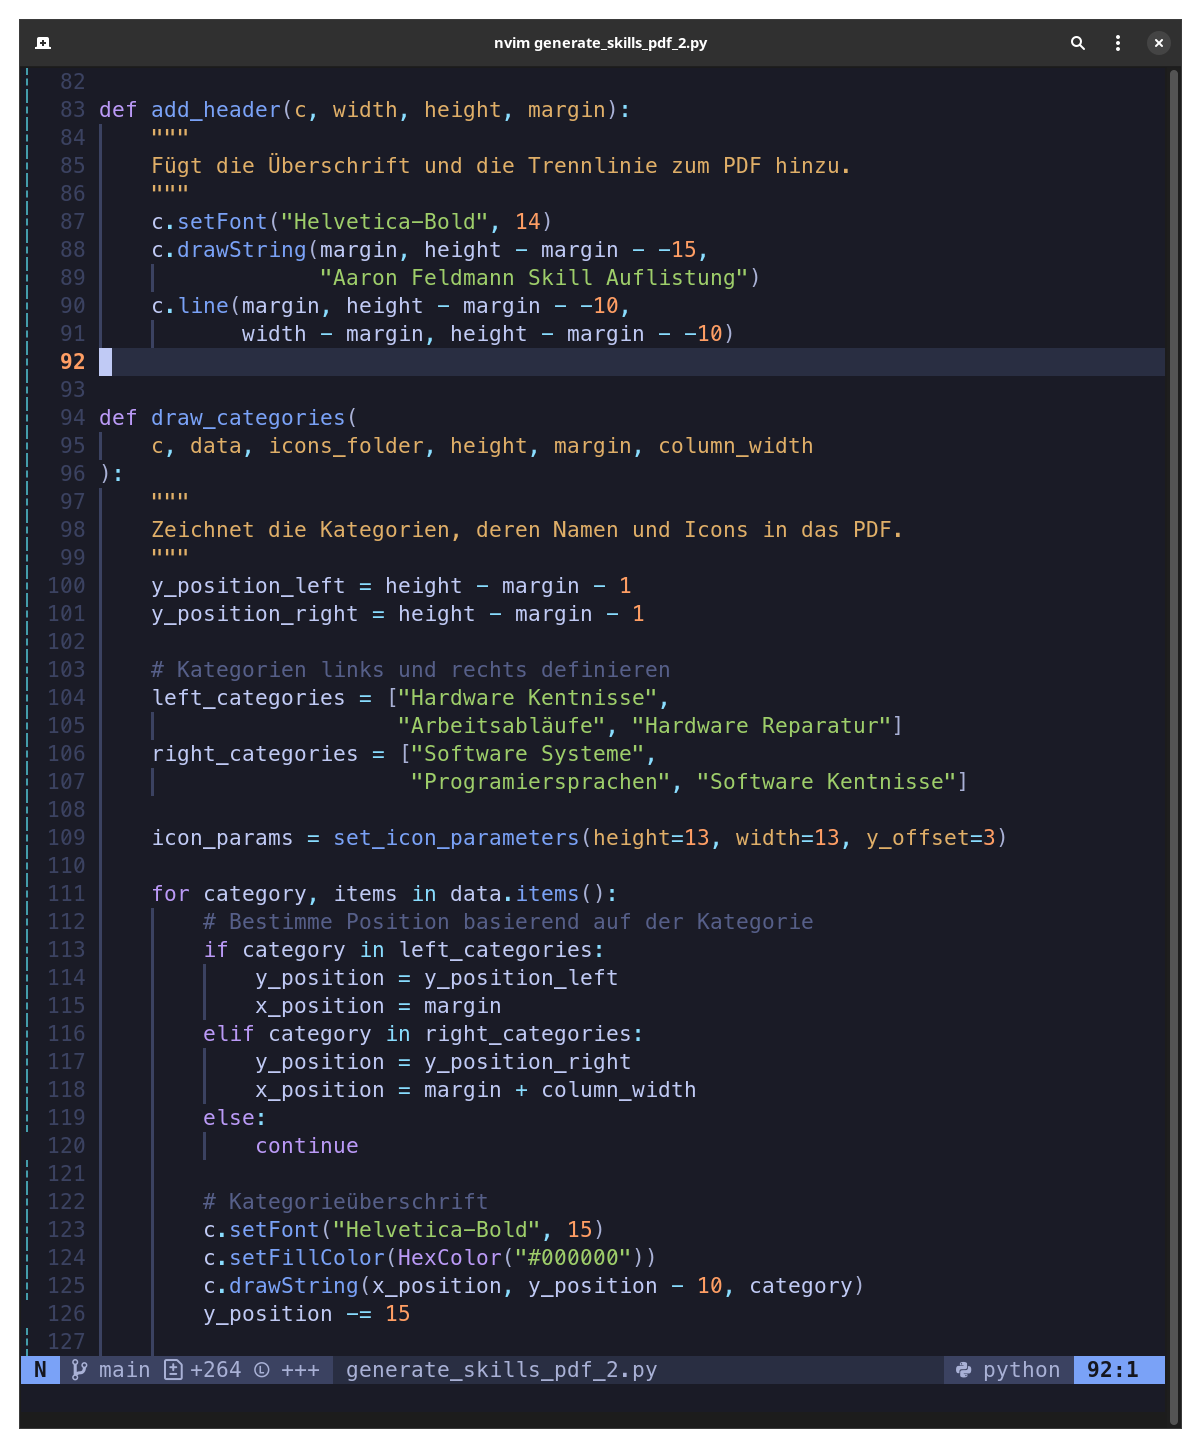 nvim generate_skills_pdf_2.py
82
83 def add_header(c, width, height, margin):
84     """
85     Fügt die Überschrift und die Trennlinie zum PDF hinzu.
86     """
87     c.setFont("Helvetica-Bold", 14)
88     c.drawString(margin, height - margin - -15,
89                  "Aaron Feldmann Skill Auflistung")
90     c.line(margin, height - margin - -10,
91            width - margin, height - margin - -10)
92
93
94 def draw_categories(
95     c, data, icons_folder, height, margin, column_width
96 ):
97     """
98     Zeichnet die Kategorien, deren Namen und Icons in das PDF.
99     """
100     y_position_left = height - margin - 1
101     y_position_right = height - margin - 1
102
103     # Kategorien links und rechts definieren
104     left_categories = ["Hardware Kentnisse",
105                        "Arbeitsabläufe", "Hardware Reparatur"]
106     right_categories = ["Software Systeme",
107                         "Programiersprachen", "Software Kentnisse"]
108
109     icon_params = set_icon_parameters(height=13, width=13, y_offset=3)
110
111     for category, items in data.items():
112         # Bestimme Position basierend auf der Kategorie
113         if category in left_categories:
114             y_position = y_position_left
115             x_position = margin
116         elif category in right_categories:
117             y_position = y_position_right
118             x_position = margin + column_width
119         else:
120             continue
121
122         # Kategorieüberschrift
123         c.setFont("Helvetica-Bold", 15)
124         c.setFillColor(HexColor("#000000"))
125         c.drawString(x_position, y_position - 10, category)
126         y_position -= 15
127
N main +264 Ⓛ +++ generate_skills_pdf_2.py python 92:1